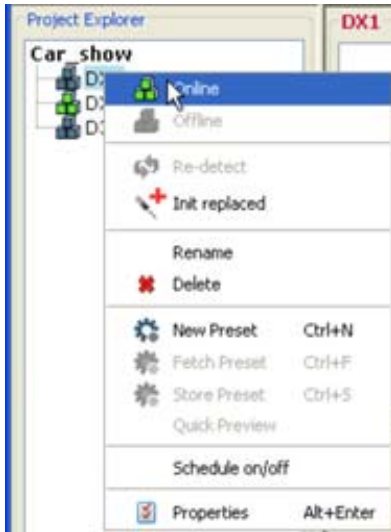 Project Explorer
DX1
Car_show
Online
Offline
Re-detect
Init replaced
Rename
Delete
New Preset Ctrl+N
Fetch Preset Ctrl+F
Store Preset Ctrl+S
Quick Preview
Schedule on/off
Properties Alt+Enter